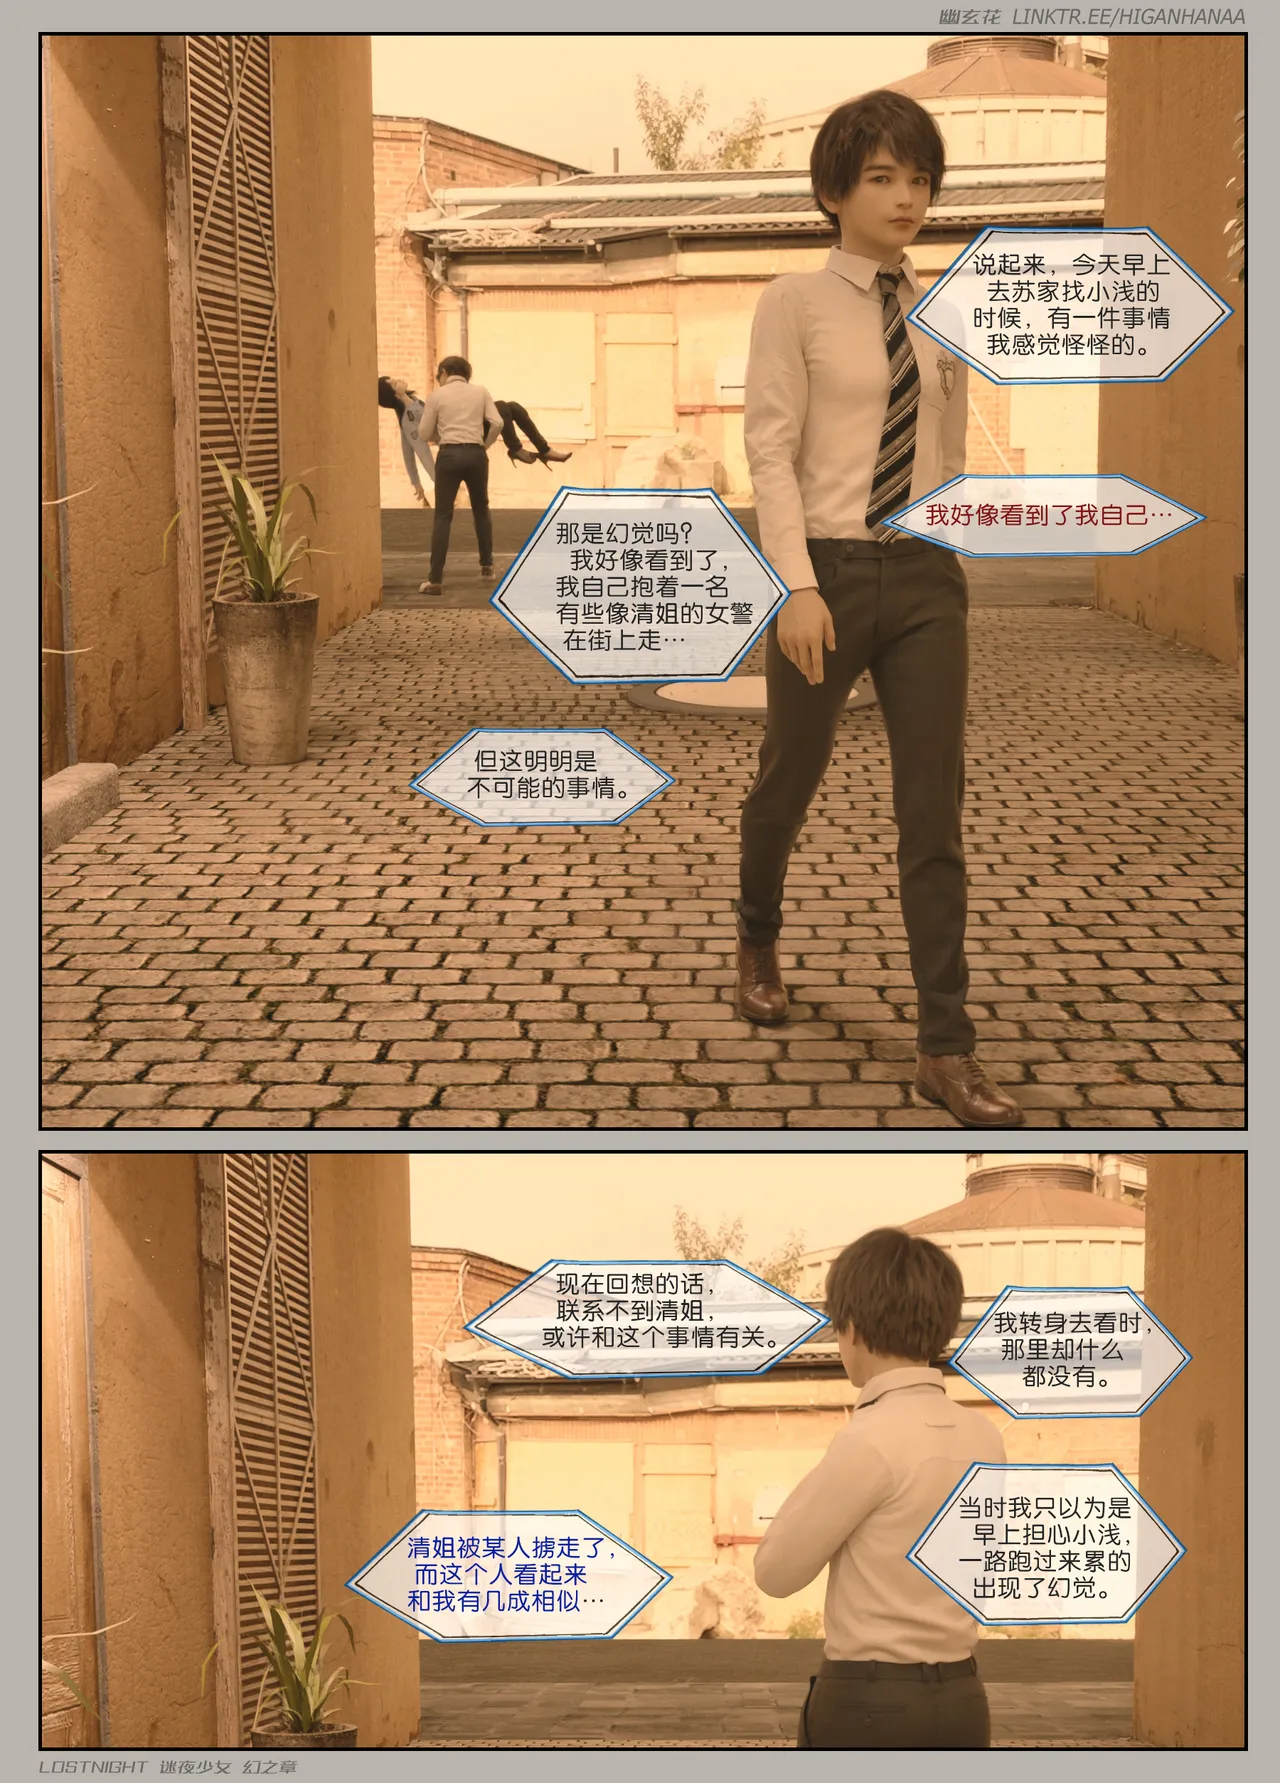 幽玄花 LINKTR.EE/HIGANHANAA
说起来，今天早上
去苏家找小浅的
时候，有一件事情
我感觉怪怪的。
我好像看到了我自己…
那是幻觉吗？
我好像看到了，
我自己抱着一名
有些像清姐的女警
在街上走…
但这明明是
不可能的事情。
我转身去看时，
那里却什么
都没有。
当时我只以为是
早上担心小浅，
一路跑过来累的
出现了幻觉。
现在回想的话，
联系不到清姐，
或许和这个事情有关。
清姐被某人掳走了，
而这个人看起来
和我有几成相似…
LOSTNIGHT 迷夜少女 幻之章